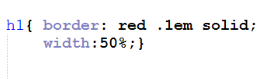 h1{ border: red .1em solid;
width:50%;}